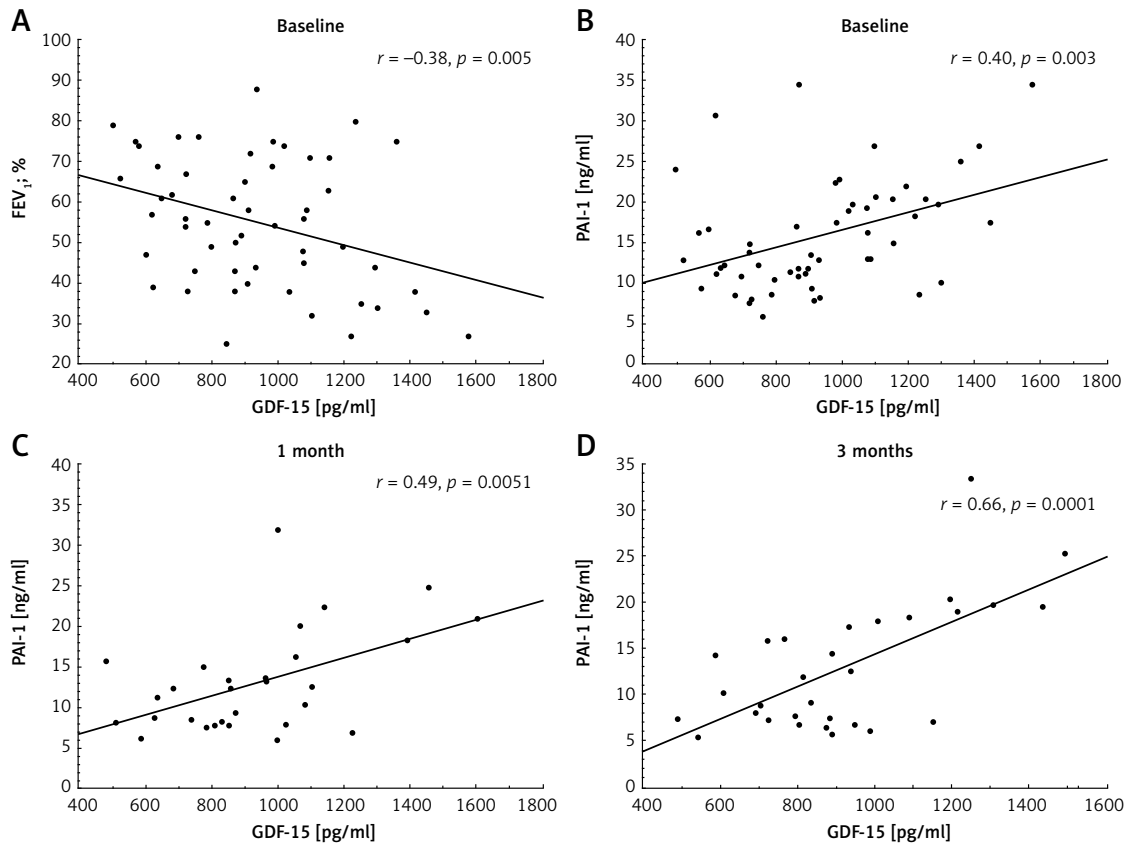 A
Baseline
r = –0.38, p = 0.005
100
90
80
70
60
50
40
30
20
FEV1; %
400 600 800 1000 1200 1400 1600 1800
GDF-15 [pg/ml]
B
Baseline
r = 0.40, p = 0.003
40
35
30
25
20
15
10
5
0
PAI-1 [ng/ml]
400 600 800 1000 1200 1400 1600 1800
GDF-15 [pg/ml]
C
1 month
r = 0.49, p = 0.0051
40
35
30
25
20
15
10
5
0
PAI-1 [ng/ml]
400 600 800 1000 1200 1400 1600 1800
GDF-15 [pg/ml]
D
3 months
r = 0.66, p = 0.0001
35
30
25
20
15
10
5
0
PAI-1 [ng/ml]
400 600 800 1000 1200 1400 1600
GDF-15 [pg/ml]